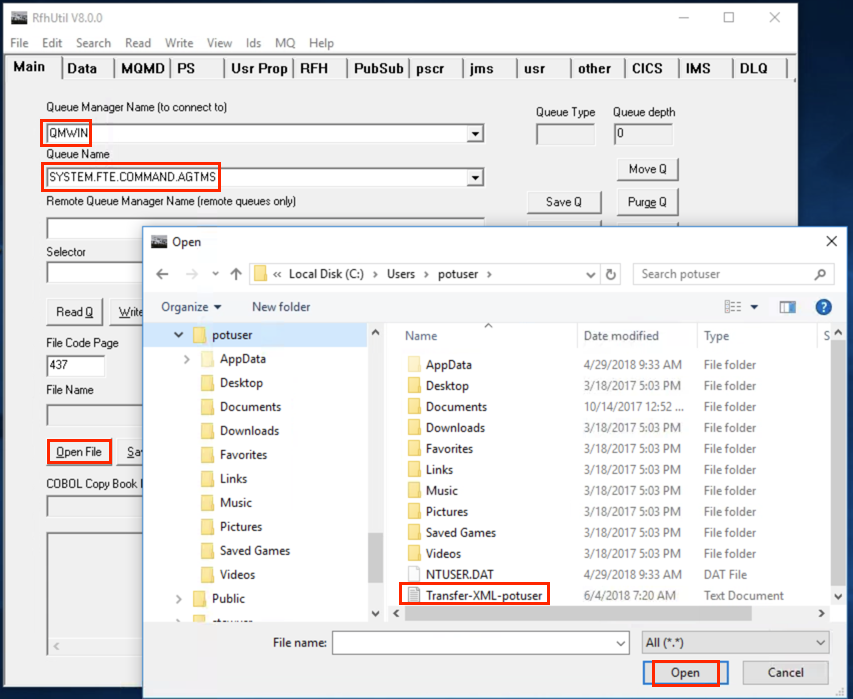 RfhUtil V8.0.0
File Edit Search Read Write View Ids MQ Help
Main Data MQMD PS Usr Prop RFH PubSub pscr jms usr other CICS IMS DLQ
Queue Manager Name (to connect to)
Queue Type Queue depth
QMWIN
0
Queue Name
Move Q
SYSTEM.FTE.COMMAND.AGTMS
Remote Queue Manager Name (remote queues only)
Save Q Purge Q
Selector
Read Q Write
File Code Page
437
File Name
Open File Sav
COBOL Copy Book
Open
« Local Disk (C:) > Users > potuser >
Search potuser
Organize New folder
potuser
AppData
Desktop
Documents
Downloads
Favorites
Links
Music
Pictures
Saved Games
Videos
Public
Name Date modified Type S
AppData 4/29/2018 9:33 AM File folder
Desktop 3/18/2017 5:03 PM File folder
Documents 10/14/2017 12:52 ... File folder
Downloads 3/18/2017 5:03 PM File folder
Favorites 3/18/2017 5:03 PM File folder
Links 3/18/2017 5:03 PM File folder
Music 3/18/2017 5:03 PM File folder
Pictures 3/18/2017 5:03 PM File folder
Saved Games 3/18/2017 5:03 PM File folder
Videos 3/18/2017 5:03 PM File folder
NTUSER.DAT 4/29/2018 9:33 AM DAT File
Transfer-XML-potuser 6/4/2018 7:20 AM Text Document
File name: All (*.*)
Open Cancel